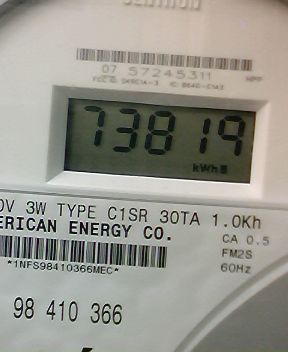 07 57245311
73819
kWh
0V 3W TYPE C1SR 30TA 1.0Kh
ERICAN ENERGY CO.
CA 0.5
FM2S
60Hz
*1NFS98410366MEC*
98 410 366